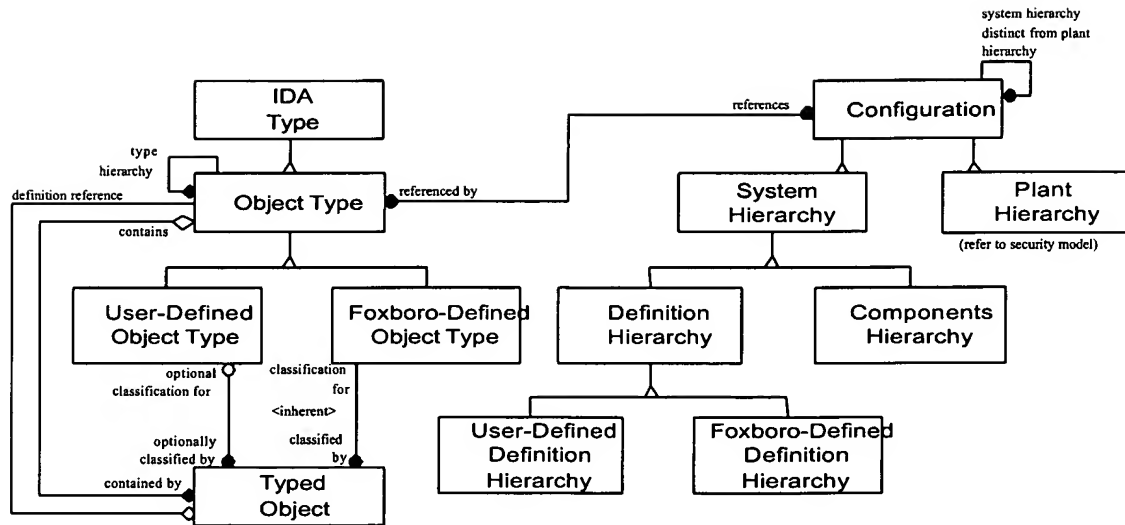 system hierarchy
distinct from plant
hierarchy
IDA
Type
references
Configuration
type
hierarchy
definition reference
Object Type
referenced by
contains
System
Hierarchy
Plant
Hierarchy
(refer to security model)
User-Defined
Object Type
Foxboro-Defined
Object Type
Definition
Hierarchy
Components
Hierarchy
optional
classification for
classification
for
<inherent>
optionally
classified by
classified
by
User-Defined
Definition
Hierarchy
Foxboro-Defined
Definition
Hierarchy
contained by
Typed
Object